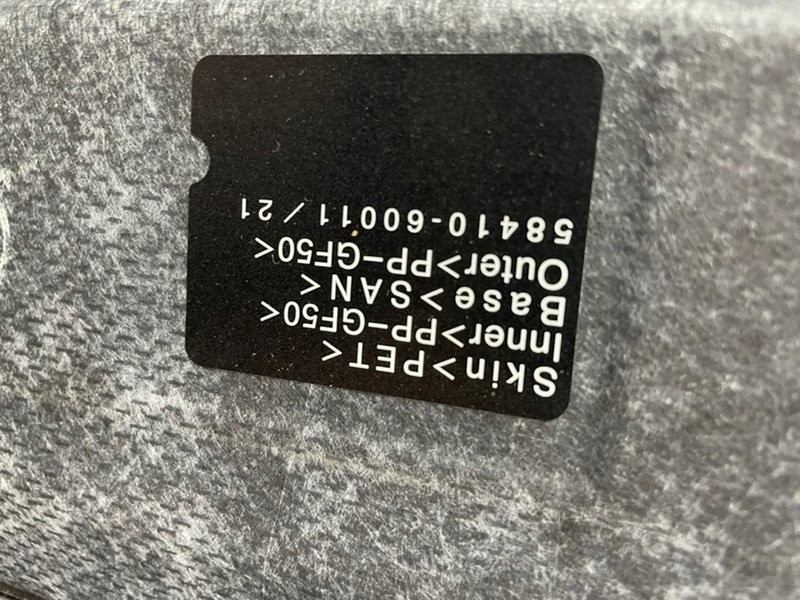 Skin>PET<
Inner>PP-GF50<
Base>SAN<
Outer>PP-GF50<
58410-60011/21